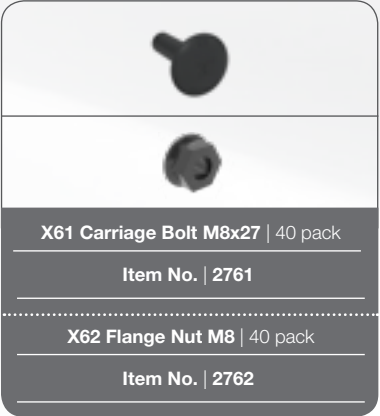 X61 Carriage Bolt M8x27 | 40 pack
Item No. | 2761
X62 Flange Nut M8 | 40 pack
Item No. | 2762